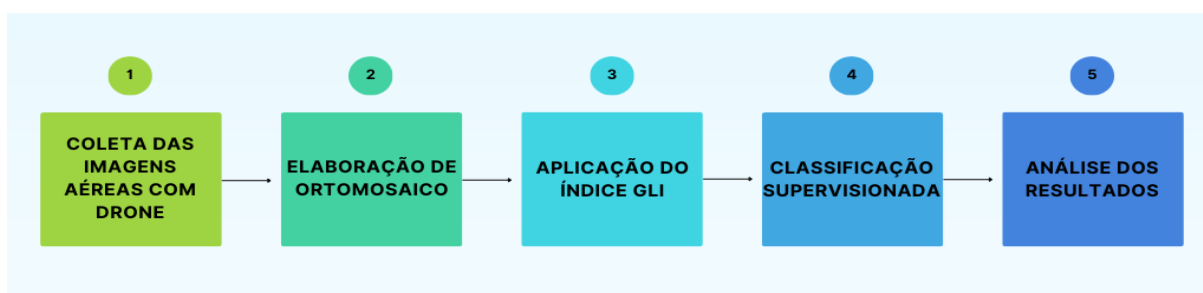 1
COLETA DAS
IMAGENS
AÉREAS COM
DRONE
2
ELABORAÇÃO DE
ORTOMOSAICO
3
APLICAÇÃO DO
ÍNDICE GLI
4
CLASSIFICAÇÃO
SUPERVISIONADA
5
ANÁLISE DOS
RESULTADOS